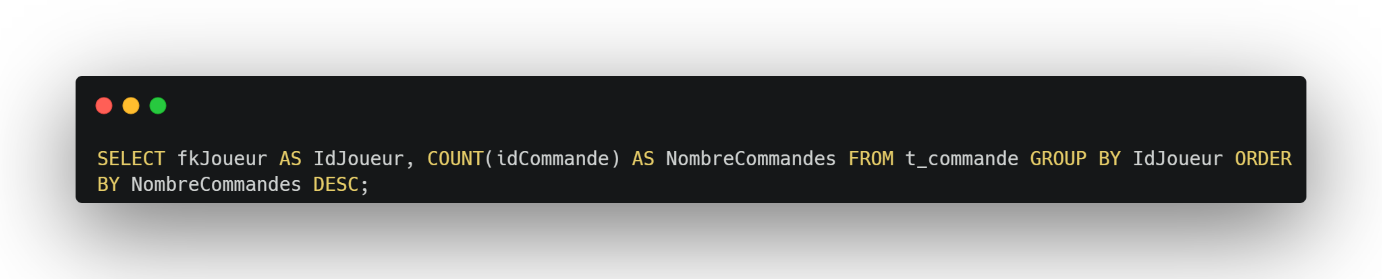 SELECT fkJoueur AS IdJoueur, COUNT(idCommande) AS NombreCommandes FROM t_commande GROUP BY IdJoueur ORDER
BY NombreCommandes DESC;